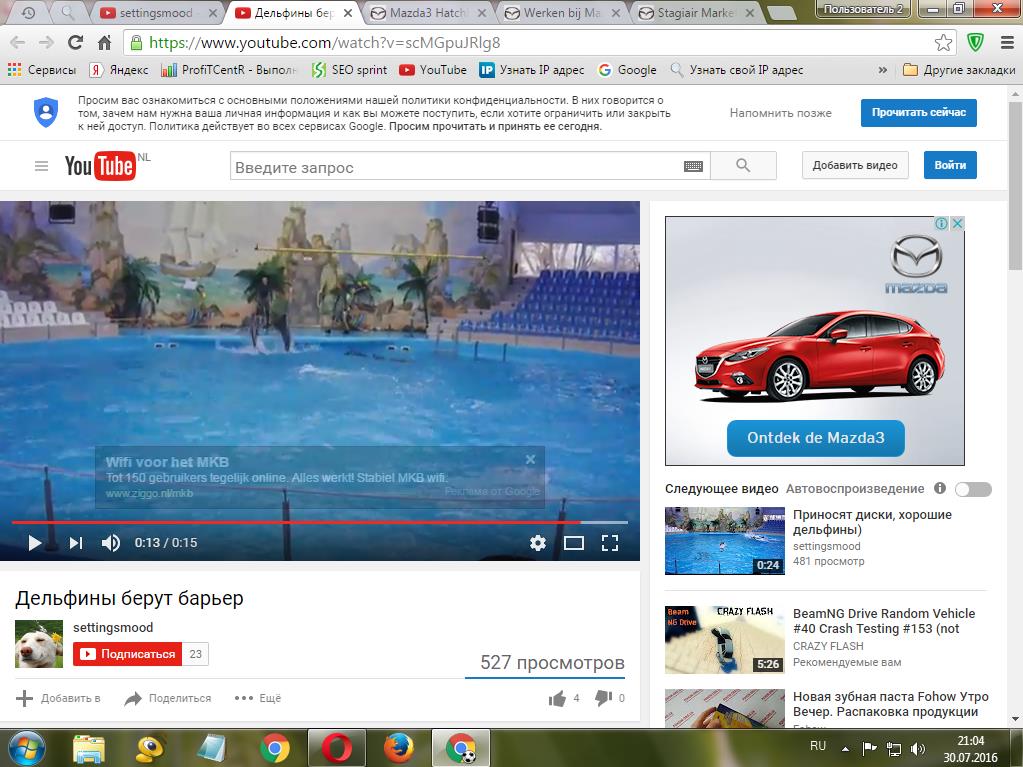 settingsmood
Дельфины бер
Mazda3 Hatchl
Werken bij Ma
Stagiair Market
Пользователь 2
https://www.youtube.com/watch?v=scMGpuJRlg8
Сервисы
Яндекс
ProfiTCentR - Выполн
SEO sprint
YouTube
Узнать IP адрес
Google
Узнать свой IP адрес
»
Другие закладки
Просим вас ознакомиться с основными положениями нашей политики конфиденциальности. В них говорится о
том, зачем нам нужна ваша личная информация и как вы можете поступить, если хотите ограничить или закрыть
к ней доступ. Политика действует во всех сервисах Google. Просим прочитать и принять ее сегодня.
Напомнить позже
Прочитать сейчас
YouTube NL
Введите запрос
Добавить видео
Войти
Wifi voor het MKB
Tot 150 gebruikers tegelijk online. Alles werkt! Stabiel MKB wifi.
www.ziggo.nl/mkb
Реклама от Google
0:13 / 0:15
mazda
Ontdek de Mazda3
Дельфины берут барьер
settingsmood
Подписаться
23
527 просмотров
Добавить в
Поделиться
Ещё
4
0
Следующее видео
Автовоспроизведение
0:24
Приносят диски, хорошие
дельфины)
settingsmood
481 просмотр
Beam
NG Drive
CRAZY FLASH
5:26
BeamNG Drive Random Vehicle
#40 Crash Testing #153 (not
CRAZY FLASH
Рекомендуемые вам
Новая зубная паста Fohow Утро
Вечер. Распаковка продукции
RU
21:04
30.07.2016